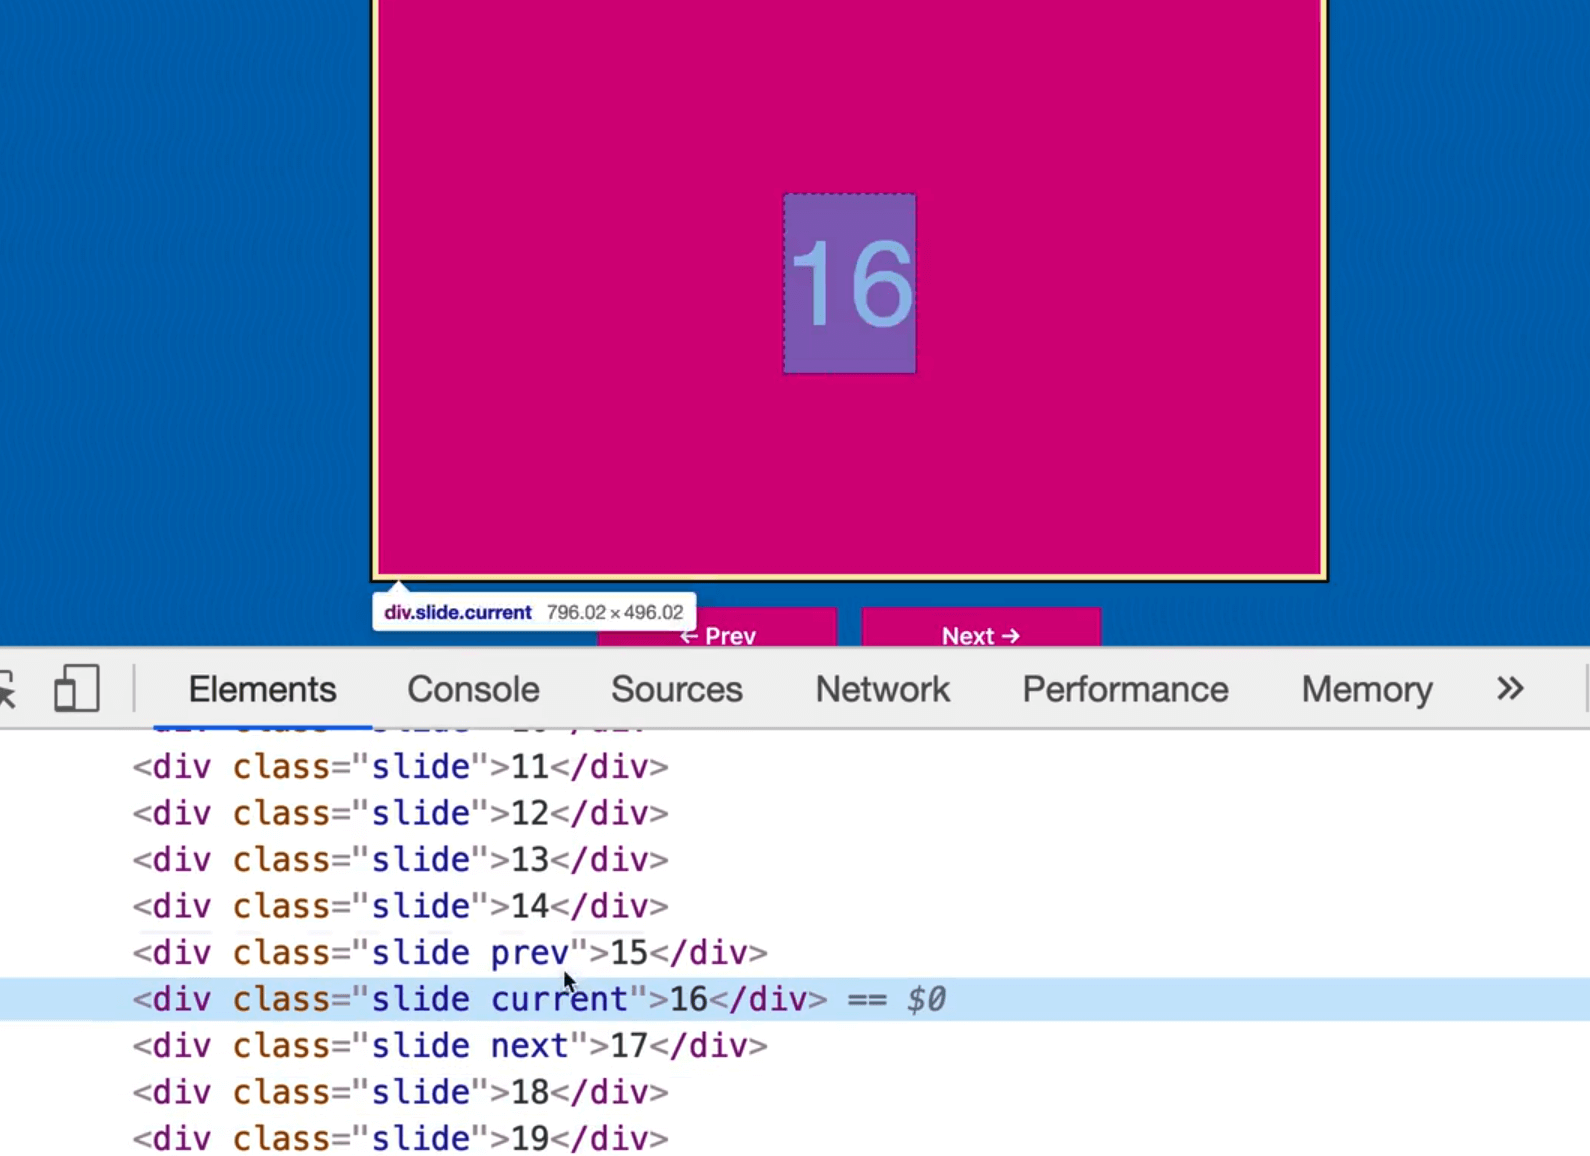 16
div.slide.current 796.02 × 496.02
← Prev
Next →
Elements Console Sources Network Performance Memory »
<div class="slide">11</div>
<div class="slide">12</div>
<div class="slide">13</div>
<div class="slide">14</div>
<div class="slide prev">15</div>
<div class="slide current">16</div> == $0
<div class="slide next">17</div>
<div class="slide">18</div>
<div class="slide">19</div>